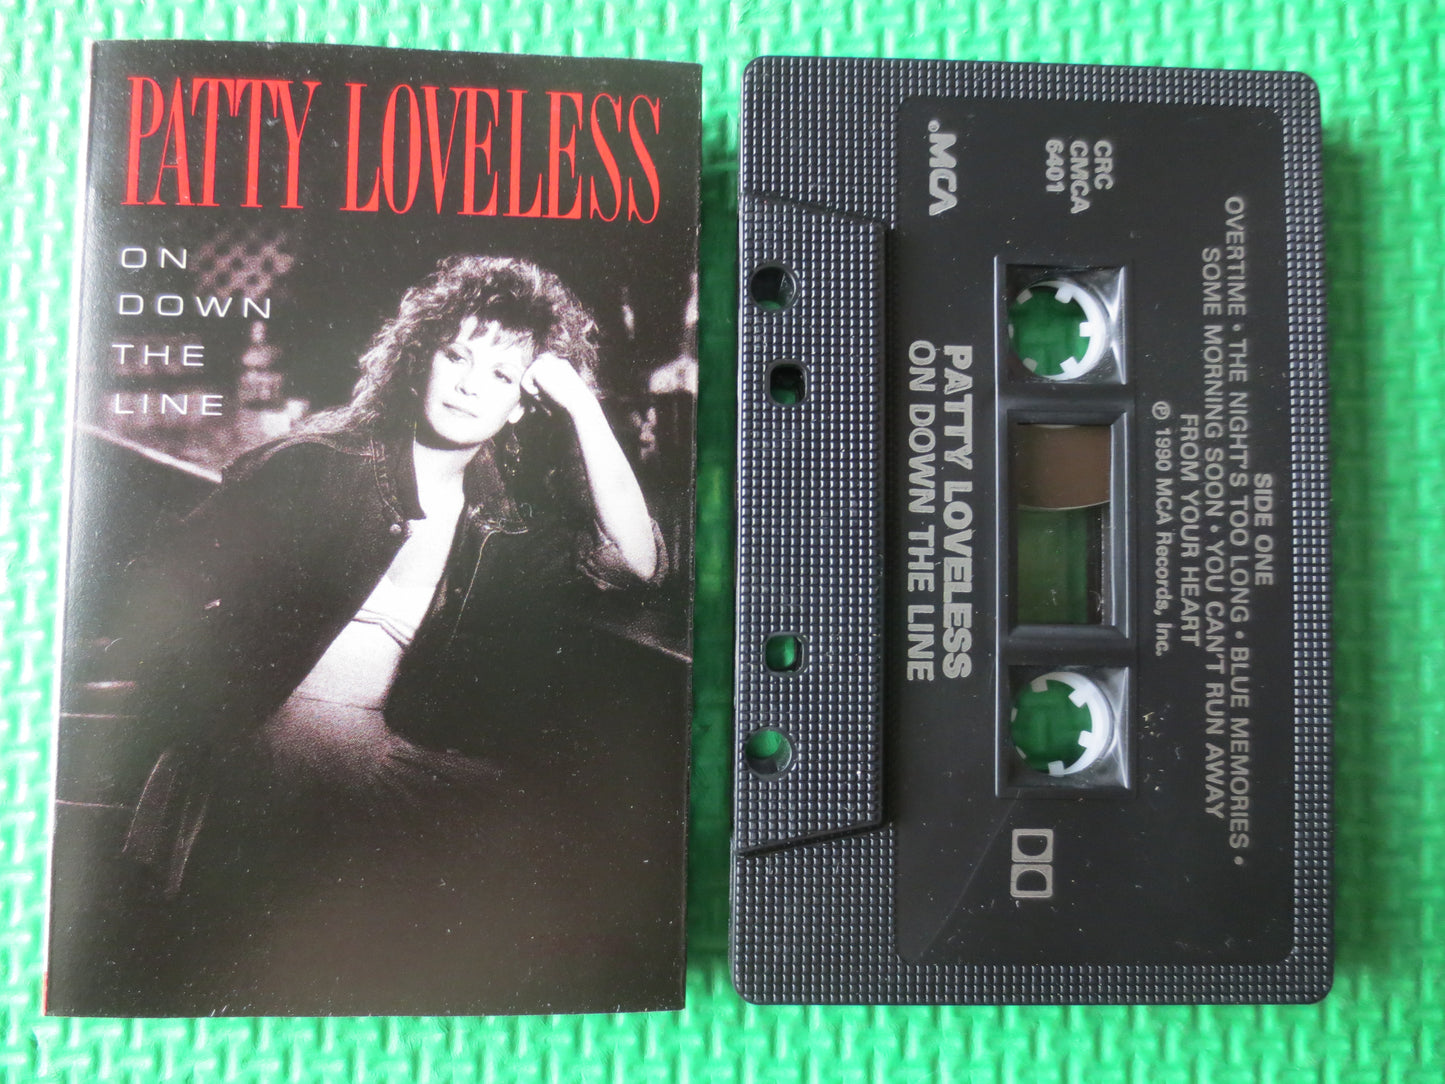 PATTY LOVELESS
ON
DOWN
THE
LINE
MCA
CRC
CMCA
6401
PATTY LOVELESS
ON DOWN THE LINE
SIDE ONE
OVERTIME • THE NIGHT'S TOO LONG • BLUE MEMORIES •
SOME MORNING SOON • YOU CAN'T RUN AWAY
FROM YOUR HEART
℗ 1990 MCA Records, Inc.